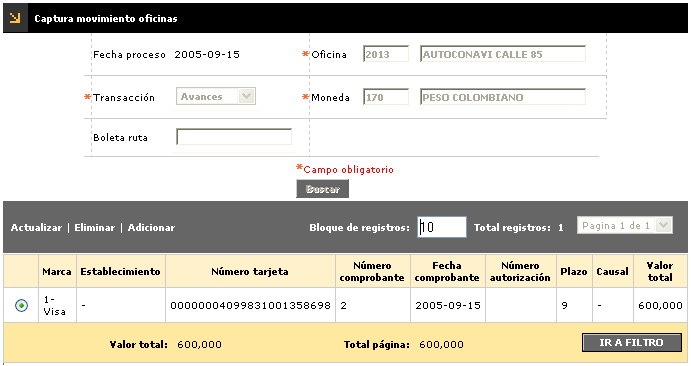 Captura movimiento oficinas
Fecha proceso 2005-09-15 * Oficina 2013 AUTOCONAVI CALLE 85
* Transacción Avances * Moneda 170 PESO COLOMBIANO
Boleta ruta
*Campo obligatorio
Buscar
Actualizar | Eliminar | Adicionar Bloque de registros: 10 Total registros: 1 Pagina 1 de 1
Marca Establecimiento Número tarjeta Número comprobante Fecha comprobante Número autorización Plazo Causal Valor total
1-Visa - 00000004099831001358698 2 2005-09-15 9 - 600,000
Valor total: 600,000 Total página: 600,000 IR A FILTRO